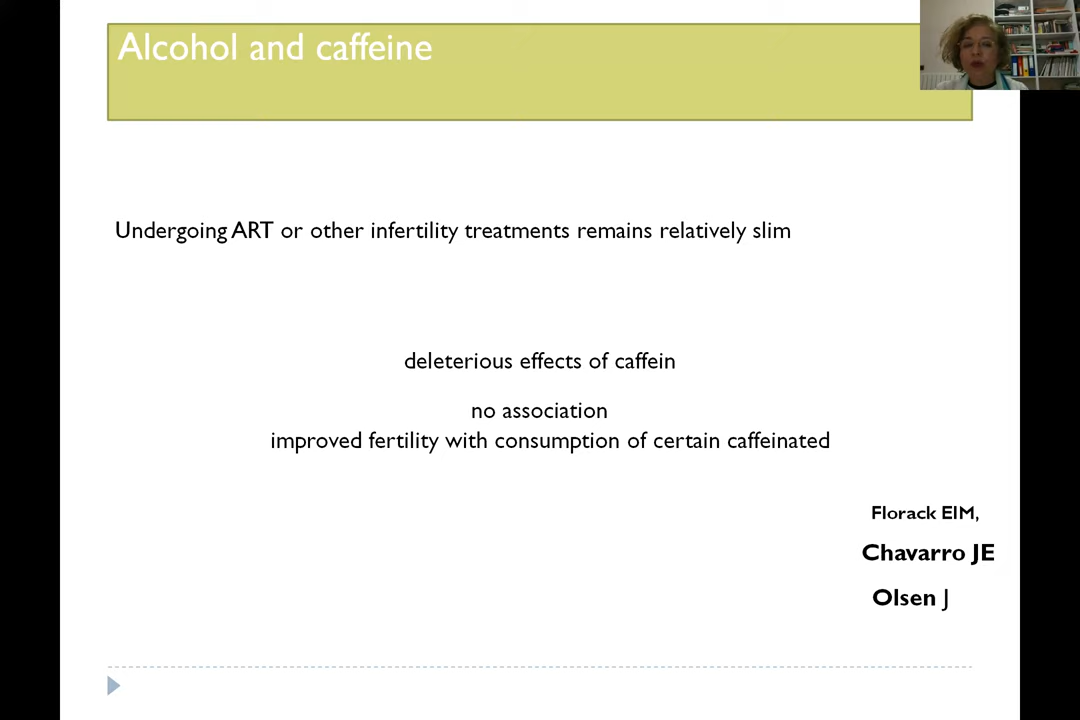 Alcohol and caffeine
Undergoing ART or other infertility treatments remains relatively slim
deleterious effects of caffein
no association
improved fertility with consumption of certain caffeinated
Florack EIM,
Chavarro JE
Olsen J